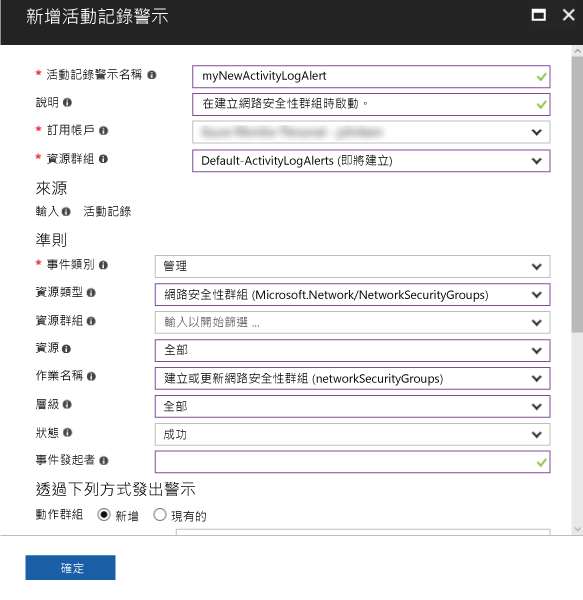 新增活動記錄警示
* 活動記錄警示名稱 myNewActivityLogAlert
說明 在建立網路安全性群組時啟動。
* 訂用帳戶
* 資源群組 Default-ActivityLogAlerts (即將建立)
來源
輸入 活動記錄
準則
* 事件類別 管理
資源類型 網路安全性群組 (Microsoft.Network/NetworkSecurityGroups)
資源群組 輸入以開始篩選 ...
資源 全部
作業名稱 建立或更新網路安全性群組 (networkSecurityGroups)
層級 全部
狀態 成功
事件發起者
透過下列方式發出警示
動作群組 新增 現有的
確定